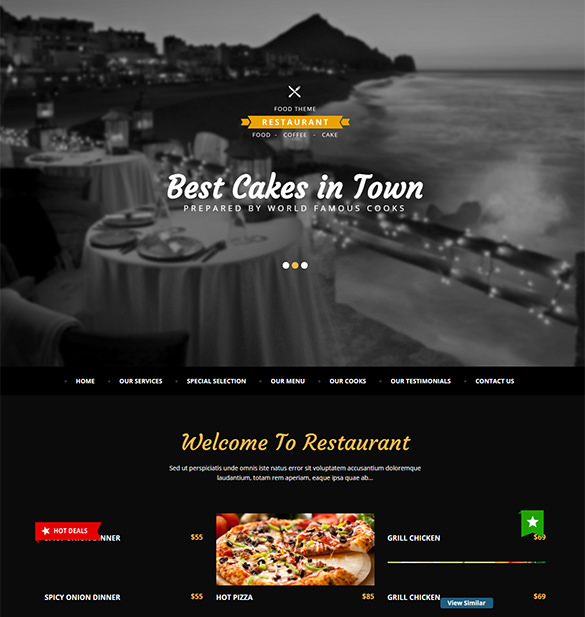 FOOD THEME
RESTAURANT
FOOD - COFFEE - CAKE
Best Cakes in Town
PREPARED BY WORLD FAMOUS COOKS
HOME OUR SERVICES SPECIAL SELECTION OUR MENU OUR COOKS OUR TESTIMONIALS CONTACT US
Welcome To Restaurant
Sed ut perspiciatis unde omnis iste natus error sit voluptatem accusantium doloremque
laudantium, totam rem aperiam, eaque ipsa quae ab...
HOT DEALS
DINNER $55
GRILL CHICKEN $69
SPICY ONION DINNER $55
HOT PIZZA $85
GRILL CHICKEN $69
View Similar